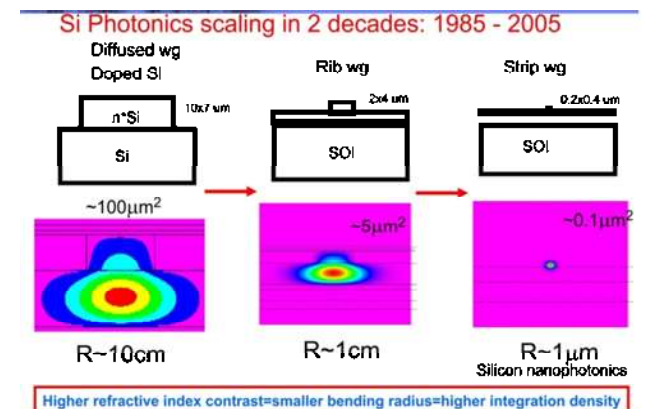 Si Photonics scaling in 2 decades: 1985 - 2005
Diffused wg
Doped SI
10x7 um
n⁺Si
Si
~100μm²
R~10cm
Rib wg
2x4 um
SOI
~5μm²
R~1cm
Strip wg
0.2x0.4 um
SOI
~0.1μm²
R~1μm
Silicon nanophotonics
Higher refractive index contrast=smaller bending radius=higher integration density